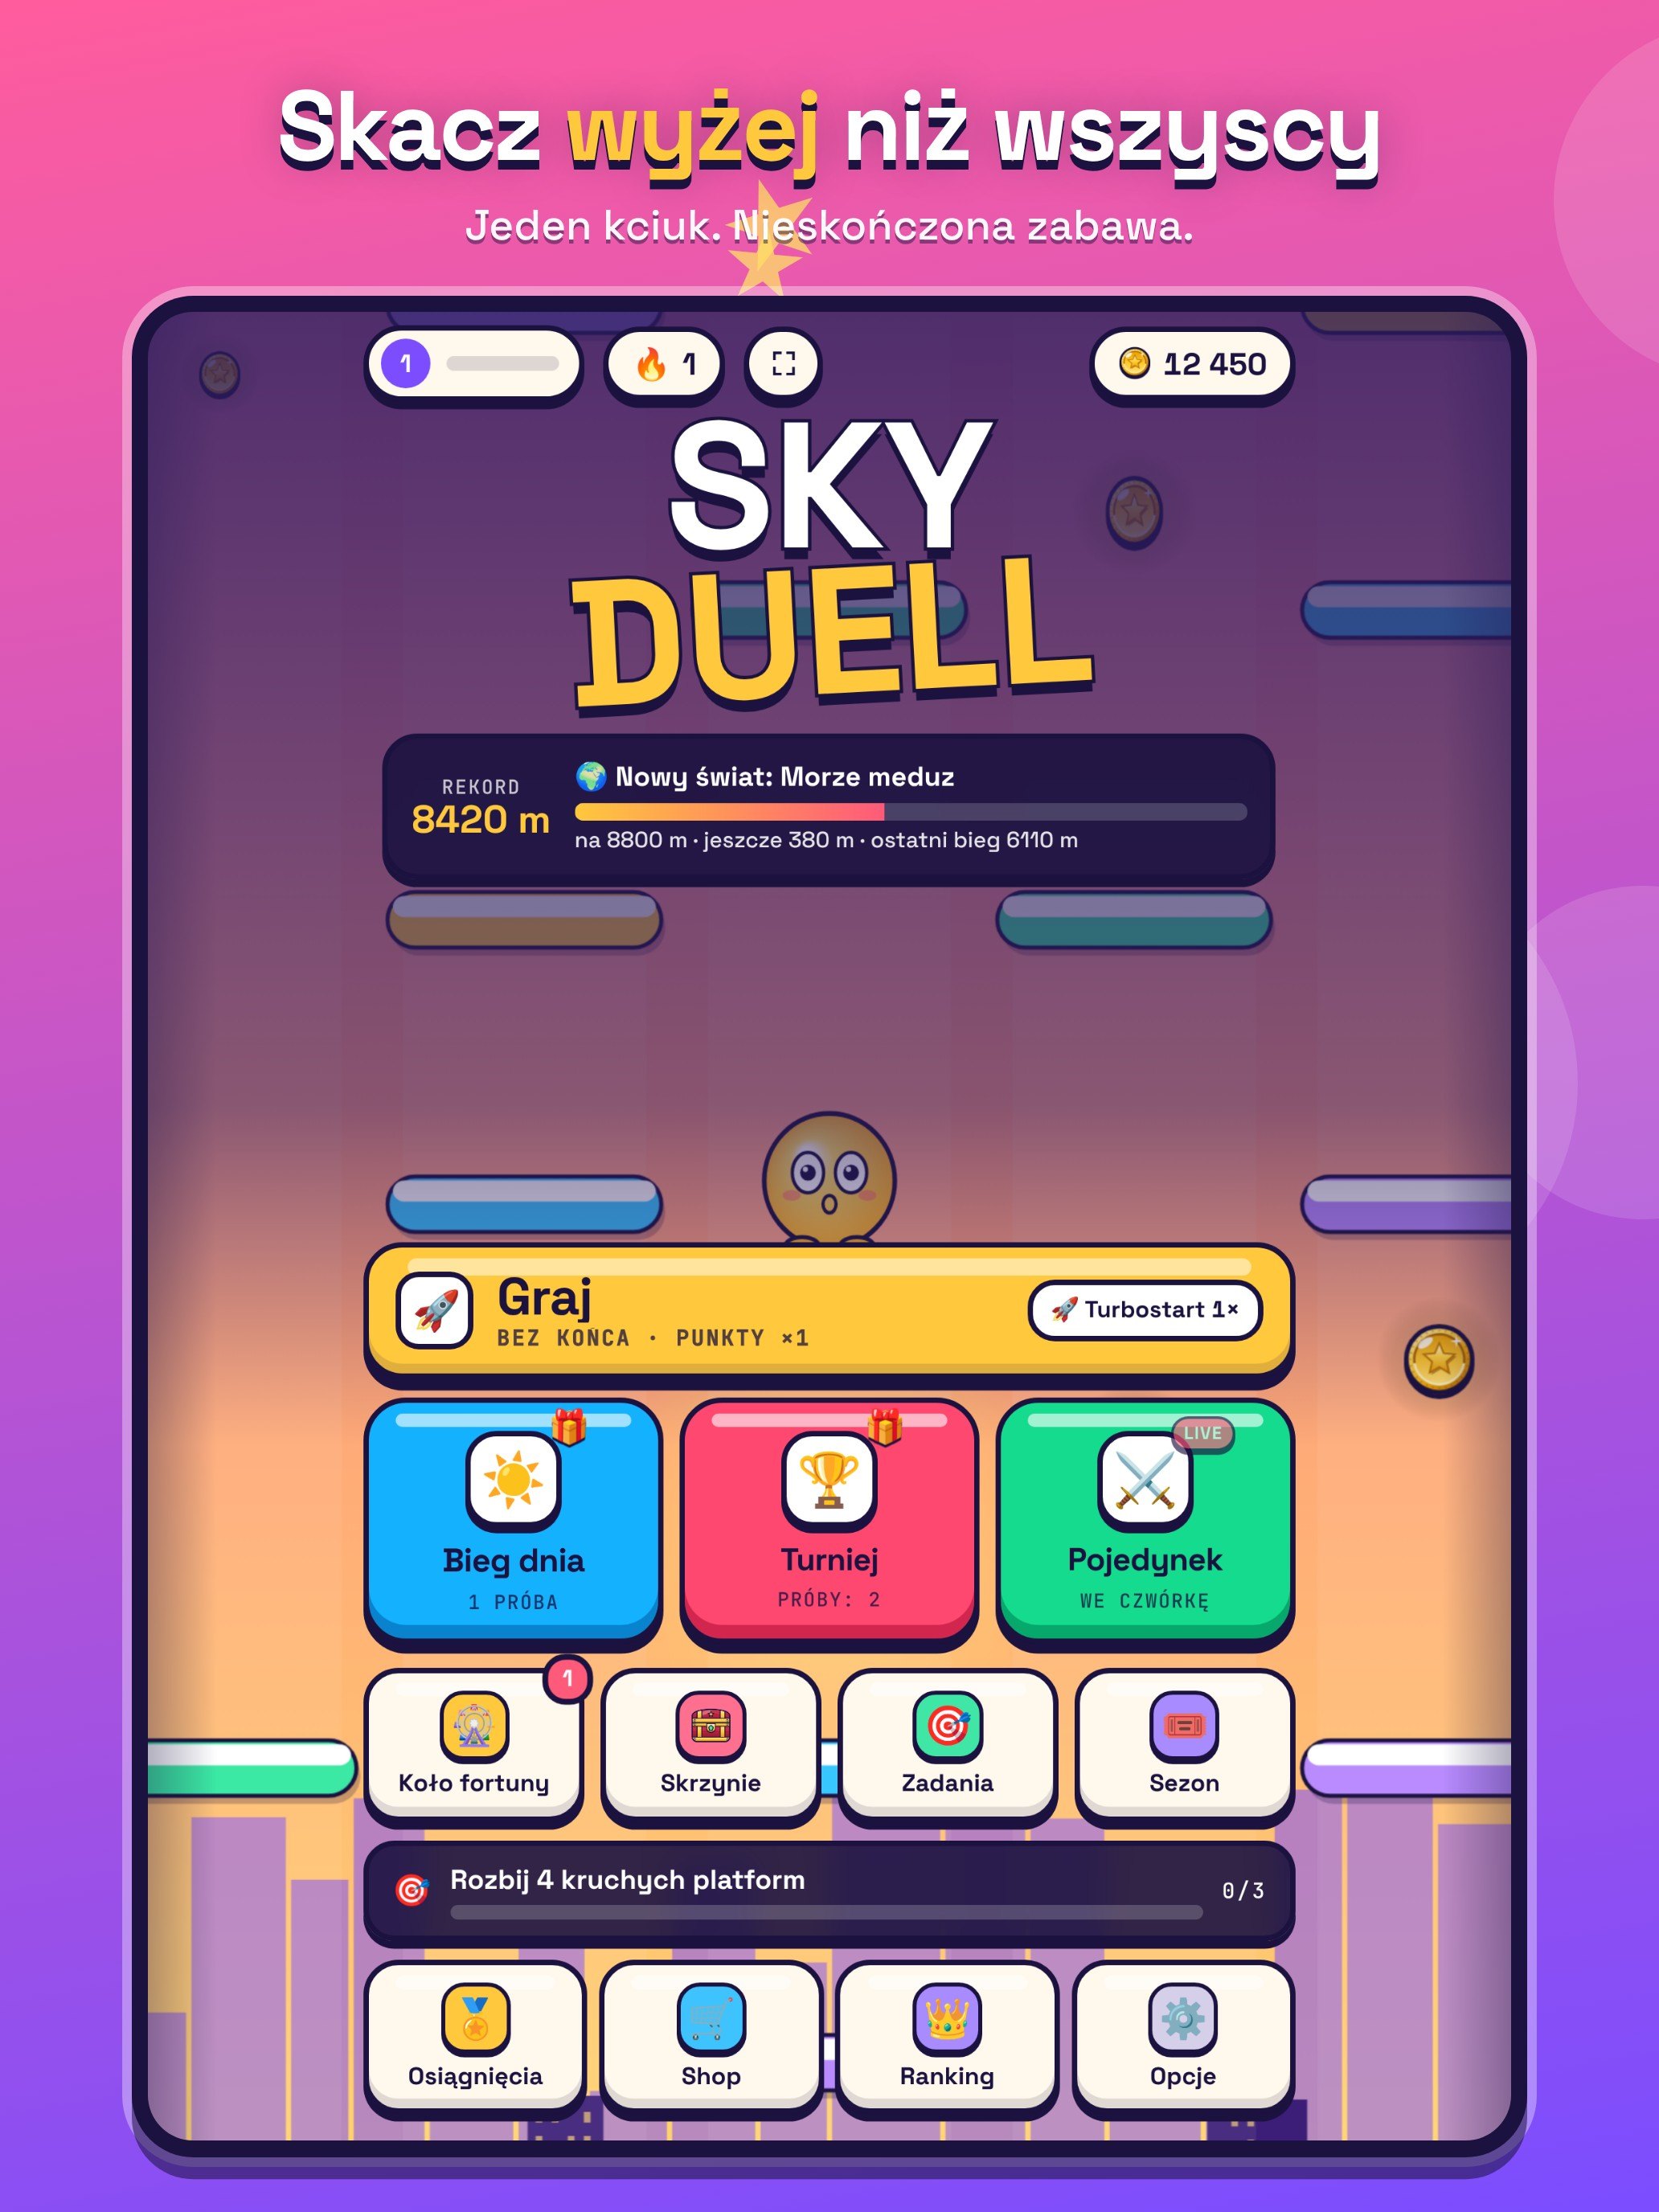 Skacz wyżej niż wszyscy
Jeden kciuk. Nieskończona zabawa.
1
1
12 450
SKY
DUELL
REKORD
8420 m
Nowy świat: Morze meduz
na 8800 m · jeszcze 380 m · ostatni bieg 6110 m
Graj
BEZ KOŃCA · PUNKTY ×1
Turbostart 1×
Bieg dnia
1 PRÓBA
Turniej
PRÓBY: 2
LIVE
Pojedynek
WE CZWÓRKĘ
1
Koło fortuny
Skrzynie
Zadania
Sezon
Rozbij 4 kruchych platform
0/3
Osiągnięcia
Shop
Ranking
Opcje